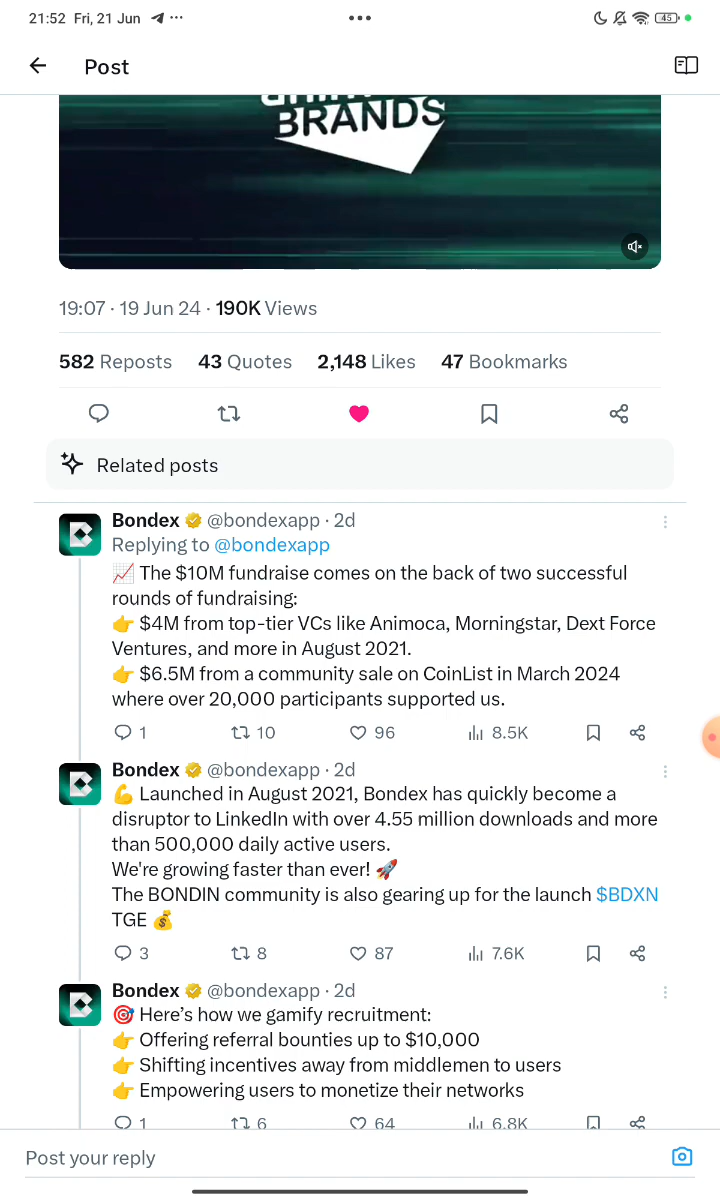 21:52 Fri, 21 Jun
45
Post
BRANDS
19:07 · 19 Jun 24 · 190K Views
582 Reposts 43 Quotes 2,148 Likes 47 Bookmarks
Related posts
Bondex @bondexapp · 2d
Replying to @bondexapp
📈 The $10M fundraise comes on the back of two successful
rounds of fundraising:
👉 $4M from top-tier VCs like Animoca, Morningstar, Dext Force
Ventures, and more in August 2021.
👉 $6.5M from a community sale on CoinList in March 2024
where over 20,000 participants supported us.
1 10 96 8.5K
Bondex @bondexapp · 2d
💪 Launched in August 2021, Bondex has quickly become a
disruptor to LinkedIn with over 4.55 million downloads and more
than 500,000 daily active users.
We're growing faster than ever! 🚀
The BONDIN community is also gearing up for the launch $BDXN
TGE 💰
3 8 87 7.6K
Bondex @bondexapp · 2d
🎯 Here’s how we gamify recruitment:
👉 Offering referral bounties up to $10,000
👉 Shifting incentives away from middlemen to users
👉 Empowering users to monetize their networks
1 6 64 6.8K
Post your reply